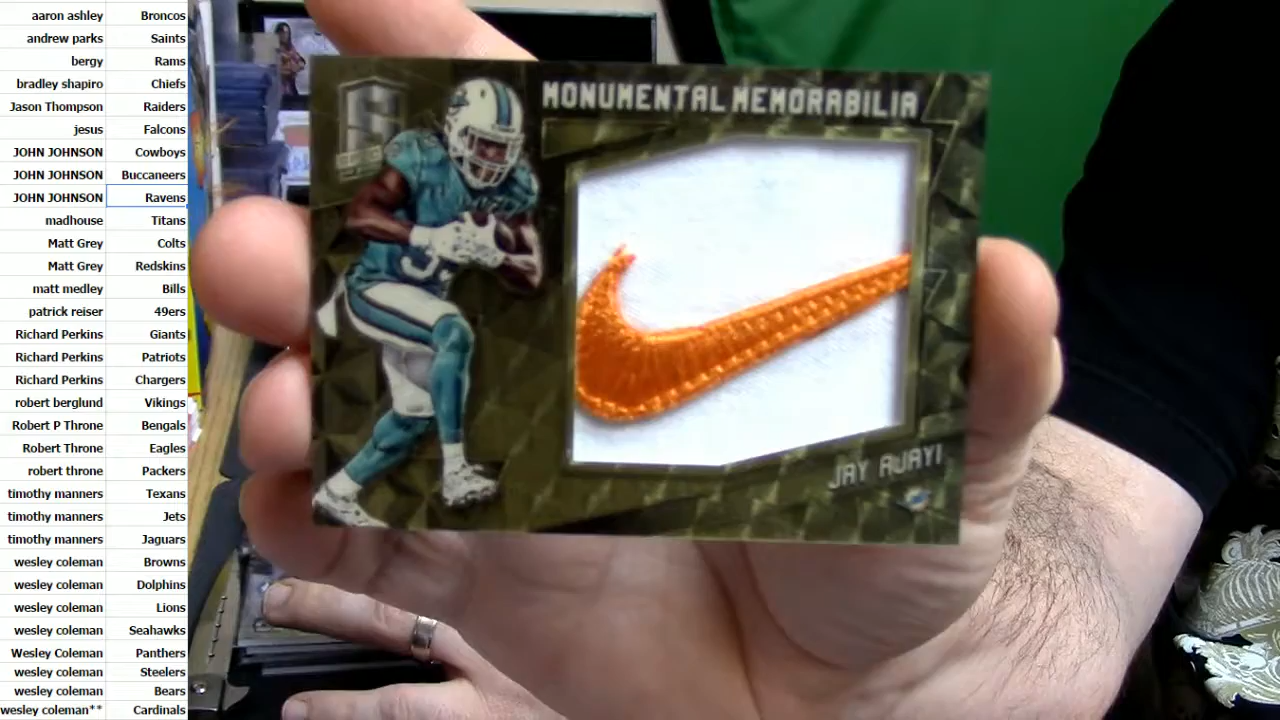 aaron ashley Broncos
andrew parks Saints
bergy Rams
bradley shapiro Chiefs
Jason Thompson Raiders
jesus Falcons
JOHN JOHNSON Cowboys
JOHN JOHNSON Buccaneers
JOHN JOHNSON Ravens
madhouse Titans
Matt Grey Colts
Matt Grey Redskins
matt medley Bills
patrick reiser 49ers
Richard Perkins Giants
Richard Perkins Patriots
Richard Perkins Chargers
robert berglund Vikings
Robert P Throne Bengals
Robert Throne Eagles
robert throne Packers
timothy manners Texans
timothy manners Jets
timothy manners Jaguars
wesley coleman Browns
wesley coleman Dolphins
wesley coleman Lions
wesley coleman Seahawks
Wesley Coleman Panthers
wesley coleman Steelers
wesley coleman Bears
wesley coleman** Cardinals
MONUMENTAL MEMORABILIA
JAY AJAYI